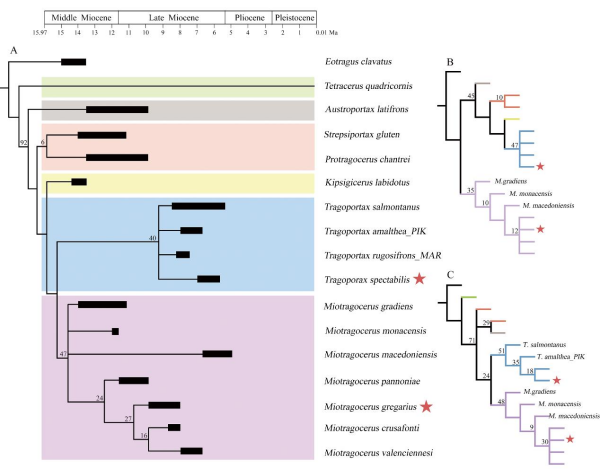 Middle Miocene Late Miocene Pliocene Pleistocene
15.97 15 14 13 12 11 10 9 8 7 6 5 4 3 2 1 0.01 Ma
A
Eotragus clavatus
B
Tetracerus quadricornis
45
10
Austroportax latifrons
92
6
Strepsiportax gluten
47
Protragocerus chantrei
Kipsigicerus labidotus
35
M.gradiens
M. monacensis
10
M. macedoniensis
Tragoportax salmontanus
Tragoportax amalthea_PIK
12
40
Tragoportax rugosifrons_MAR
Tragoporax spectabilis
C
Miotragocerus gradiens
29
Miotragocerus monacensis
71
T. salmontanus
51
T. amalthea_PIK
35
47
Miotragocerus macedoniensis
18
24
Miotragocerus pannoniae
M.gradiens
48
24
M. monacensis
Miotragocerus gregarius
M. macedoniensis
27
9
Miotragocerus crusafonti
16
30
Miotragocerus valenciennesi